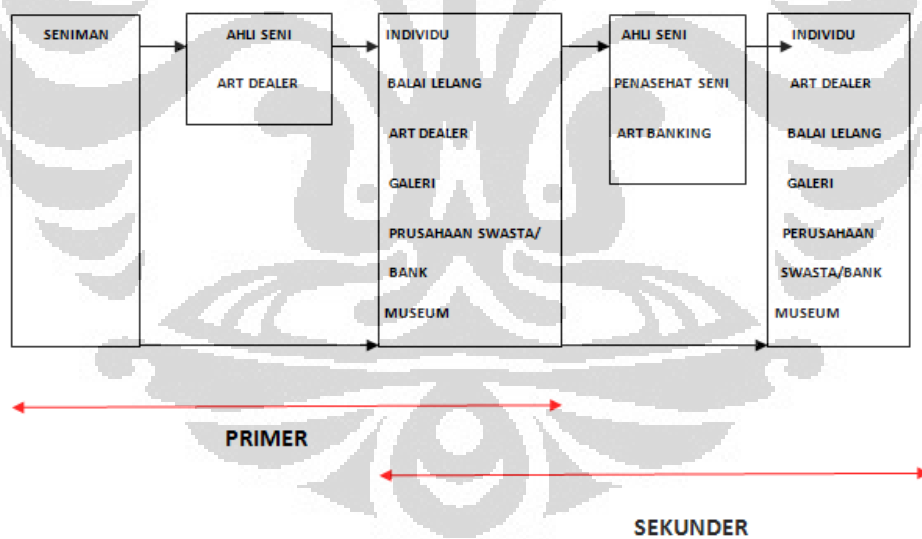 SENIMAN
AHLI SENI
ART DEALER
INDIVIDU
BALAI LELANG
ART DEALER
GALERI
PRUSAHAAN SWASTA/
BANK
MUSEUM
AHLI SENI
PENASEHAT SENI
ART BANKING
INDIVIDU
ART DEALER
BALAI LELANG
GALERI
PERUSAHAAN
SWASTA/BANK
MUSEUM
PRIMER
SEKUNDER